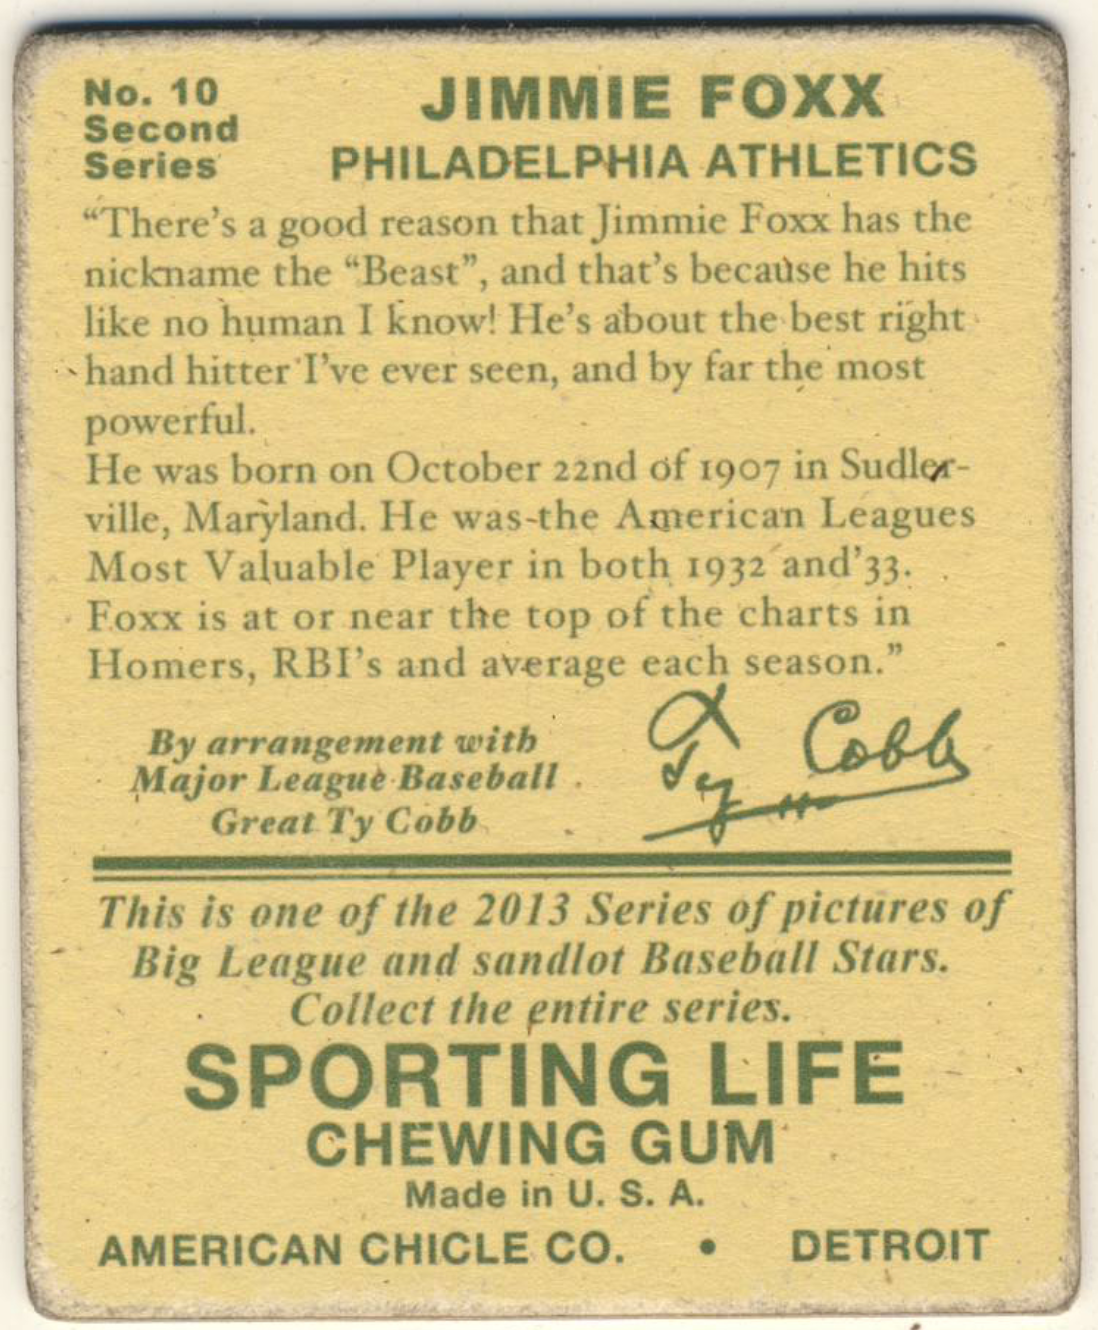 No. 10
Second
Series
JIMMIE FOXX
PHILADELPHIA ATHLETICS
“There’s a good reason that Jimmie Foxx has the
nickname the “Beast”, and that’s because he hits
like no human I know! He’s about the best right
hand hitter I’ve ever seen, and by far the most
powerful.
He was born on October 22nd of 1907 in Sudler-
ville, Maryland. He was the American Leagues
Most Valuable Player in both 1932 and’33.
Foxx is at or near the top of the charts in
Homers, RBI’s and average each season.”
By arrangement with
Major League Baseball
Great Ty Cobb
Ty Cobb
This is one of the 2013 Series of pictures of
Big League and sandlot Baseball Stars.
Collect the entire series.
SPORTING LIFE
CHEWING GUM
Made in U. S. A.
AMERICAN CHICLE CO. • DETROIT